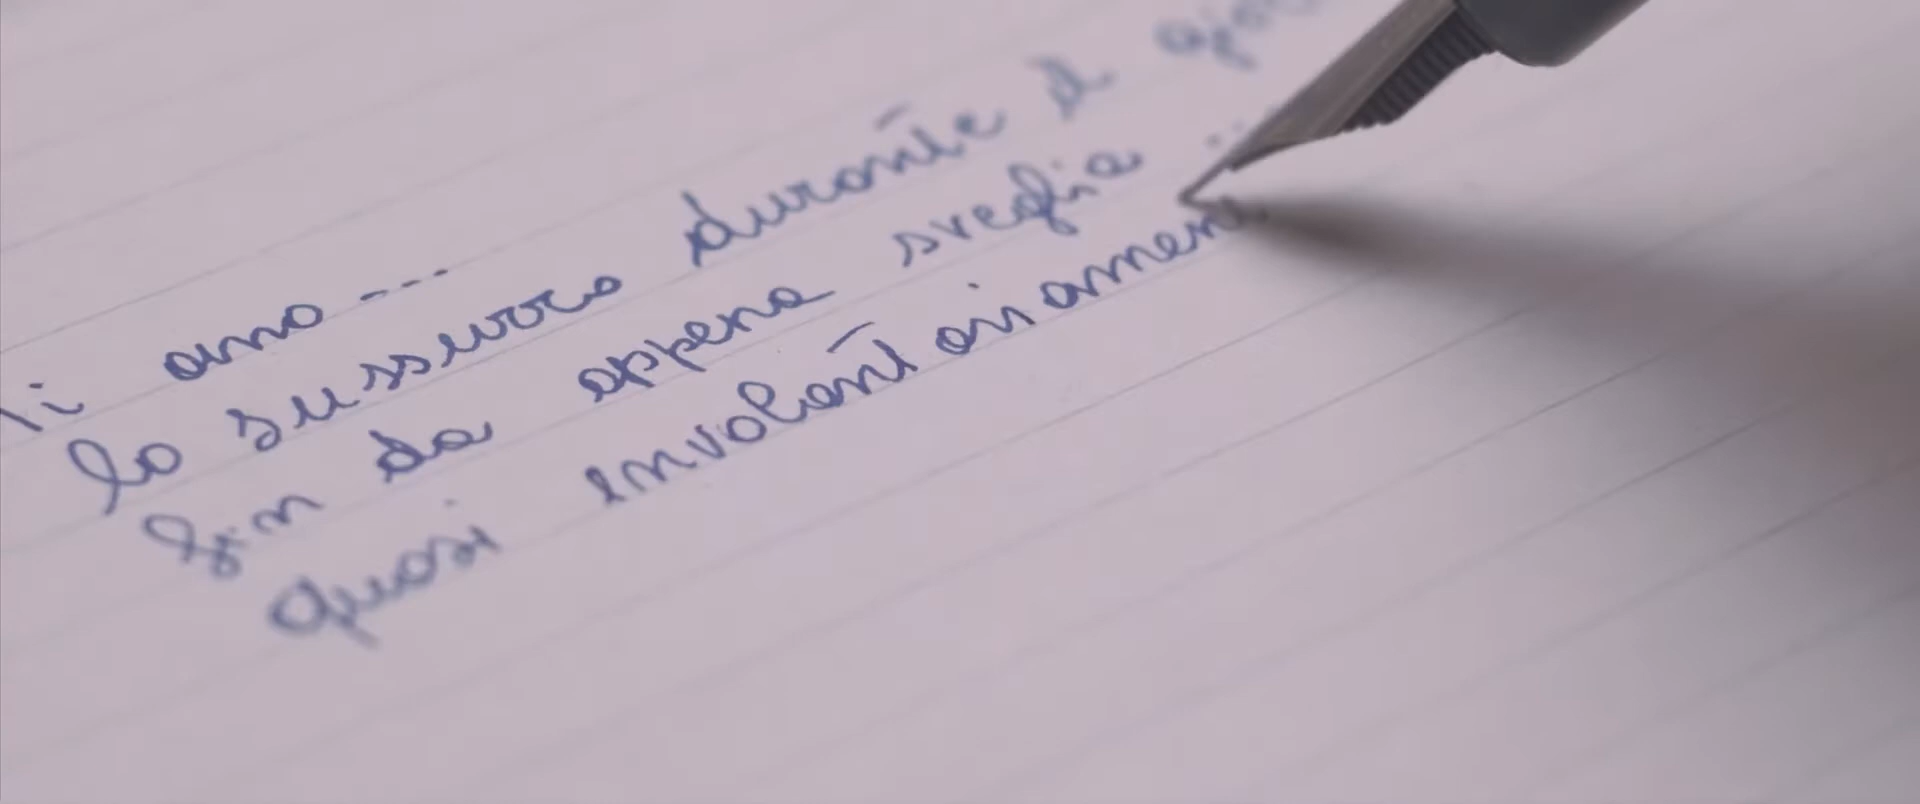 Ti amo ....
lo sussurro durante il
fin da appena sveglia ..
quasi involontariamen